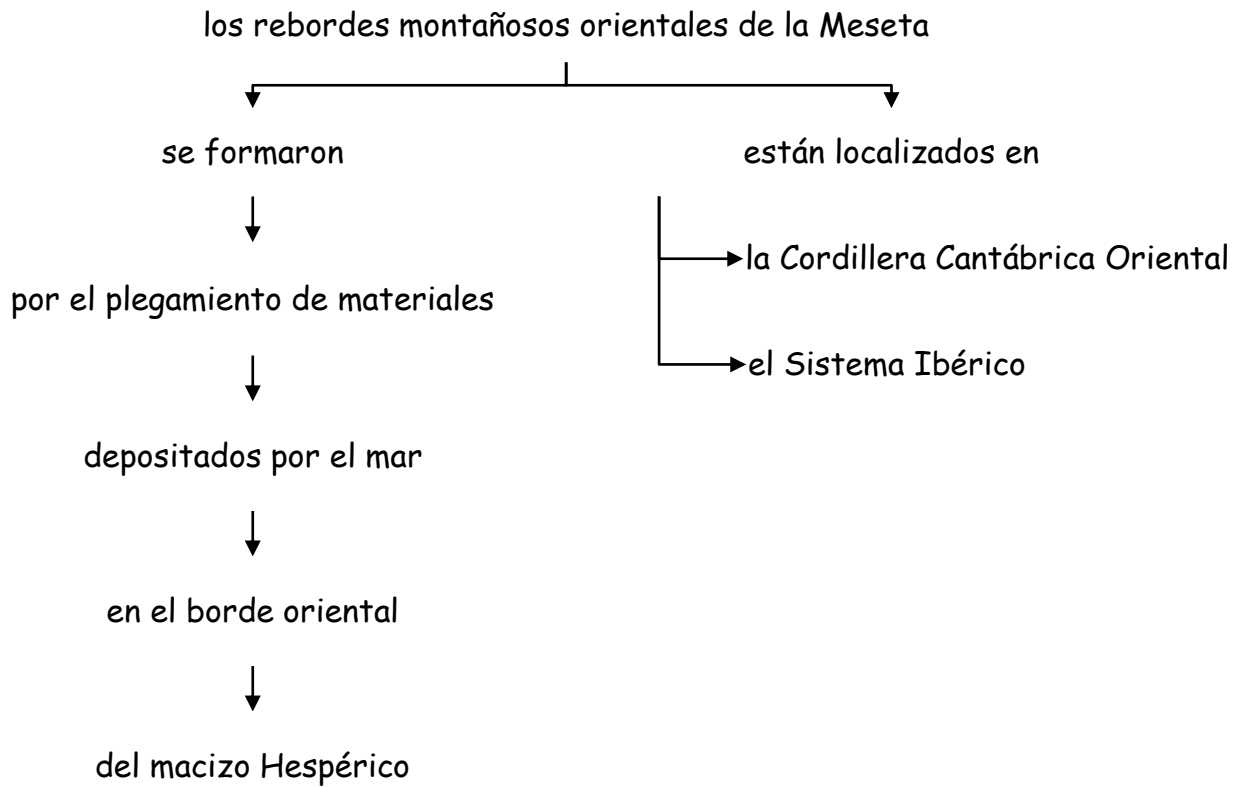 los rebordes montañosos orientales de la Meseta
se formaron
están localizados en
la Cordillera Cantábrica Oriental
por el plegamiento de materiales
el Sistema Ibérico
depositados por el mar
en el borde oriental
del macizo Hespérico